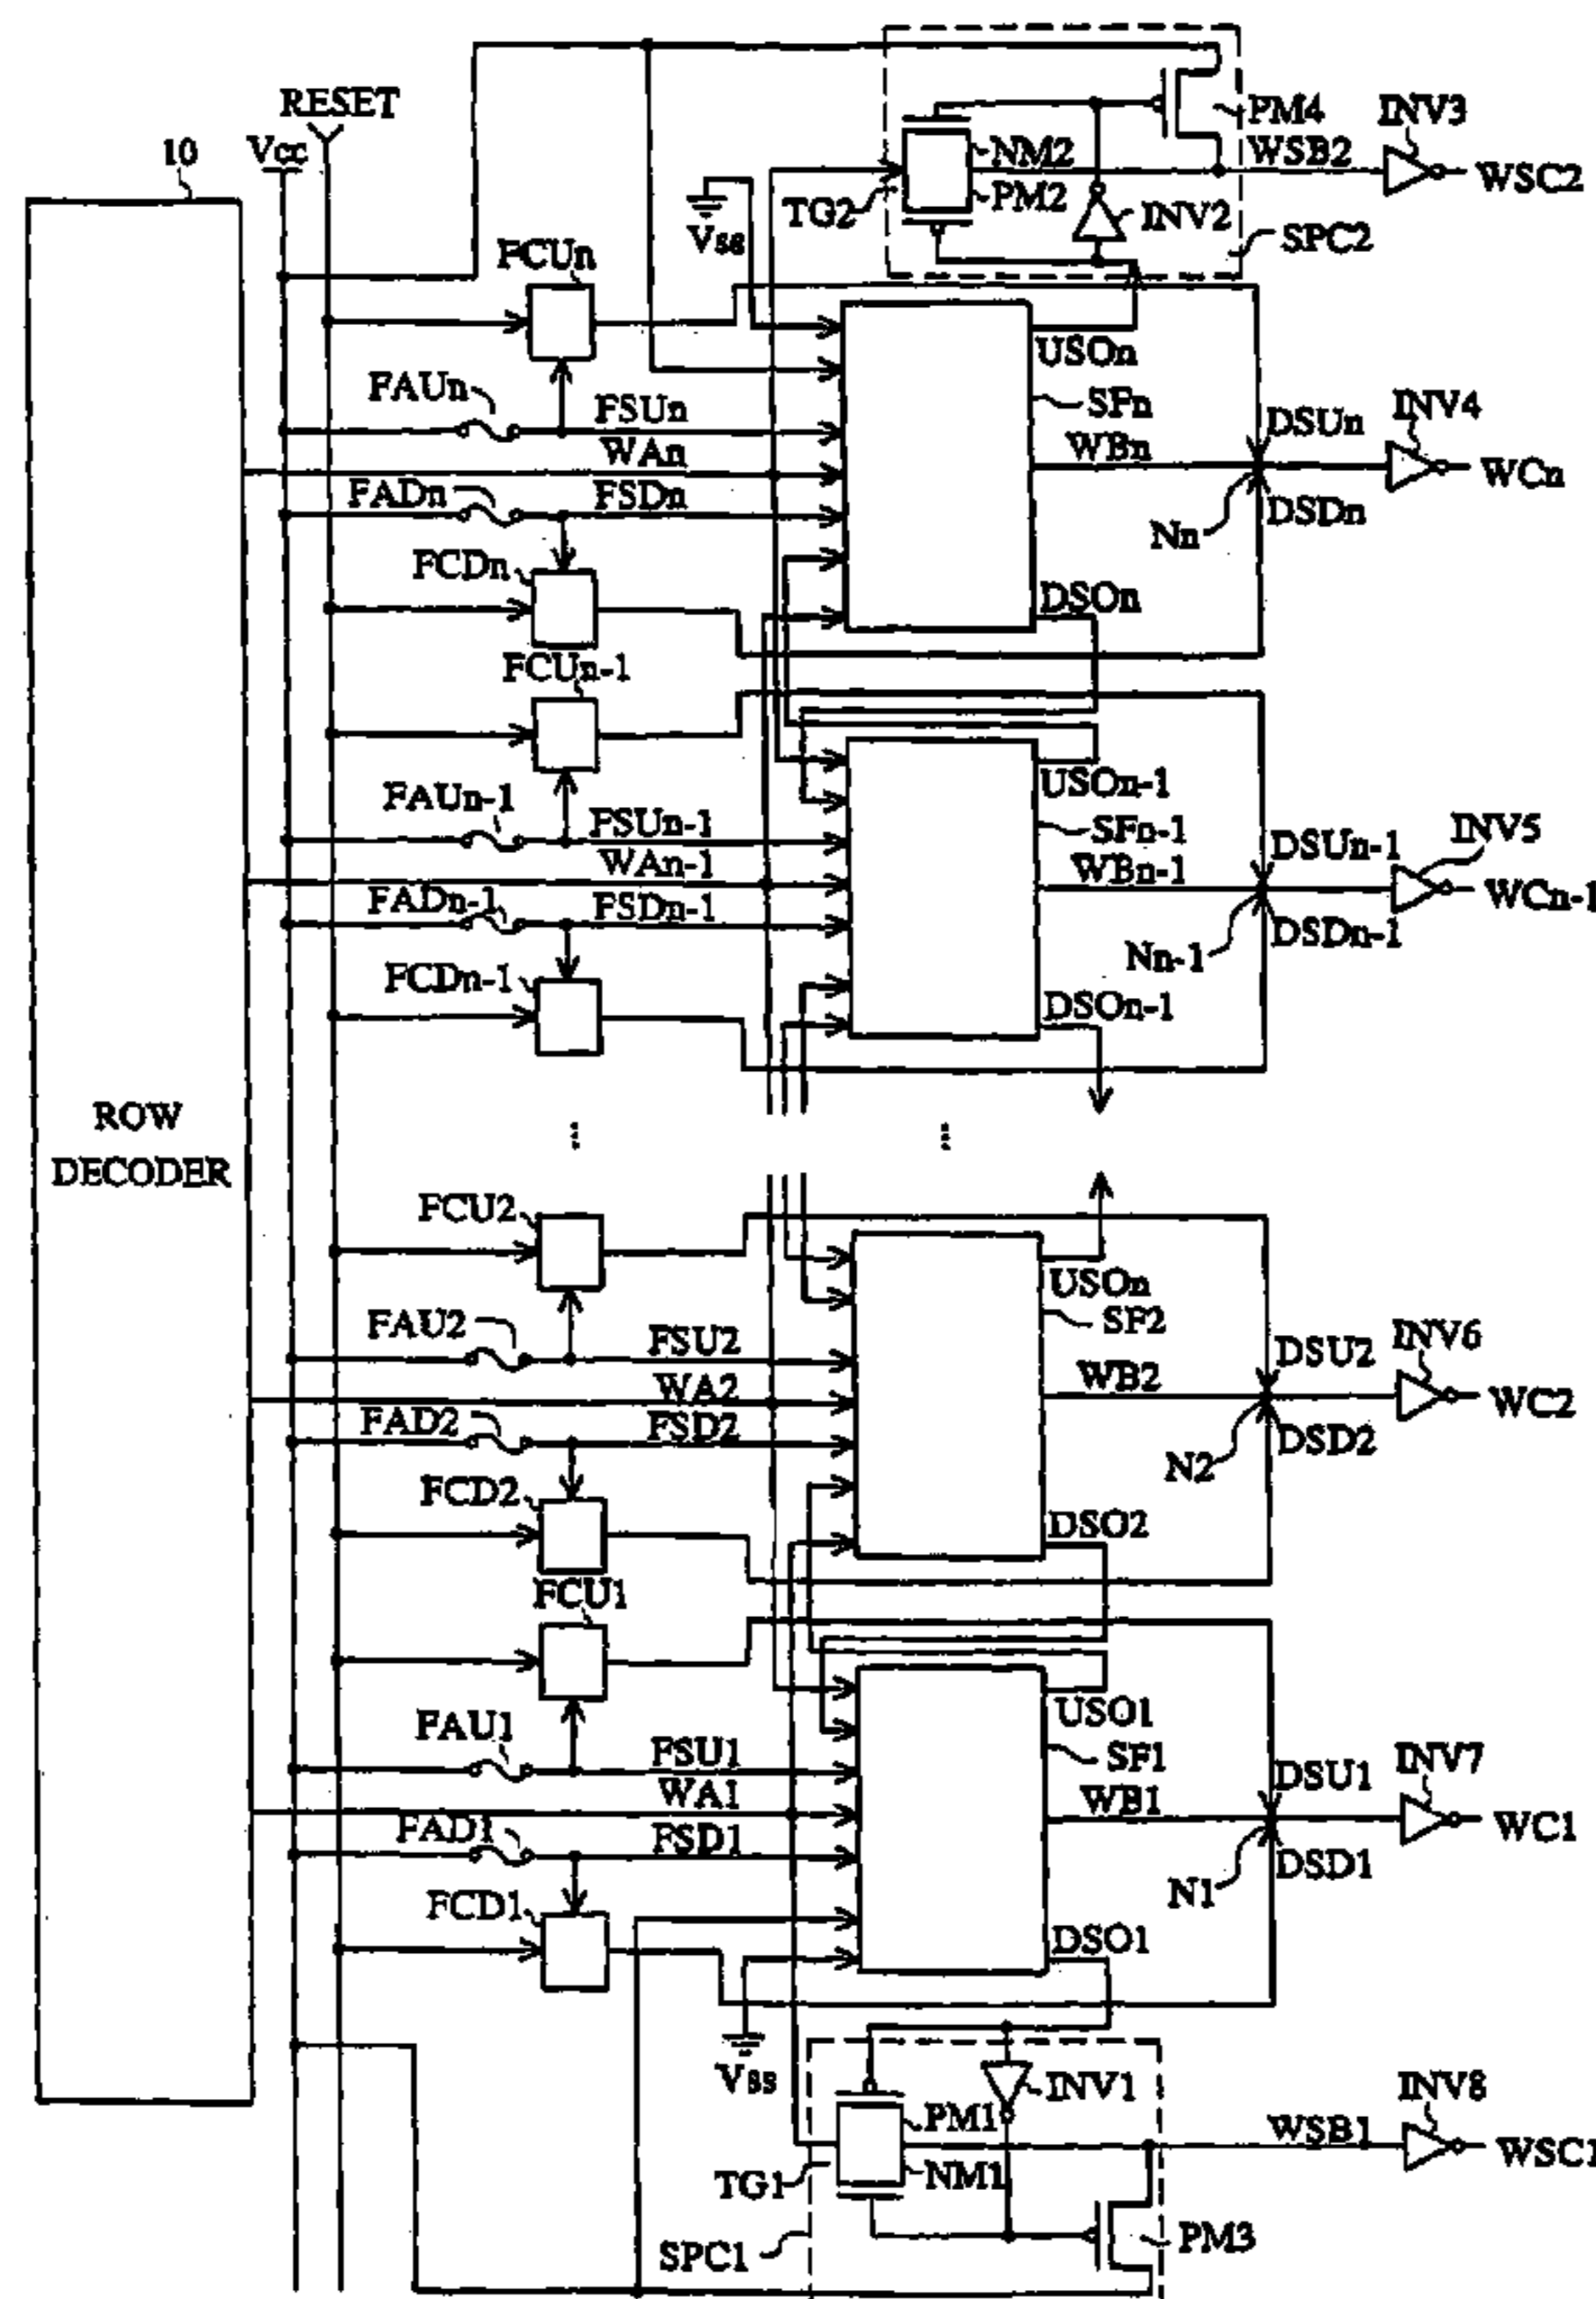 RESET
10
Vcc
PM4
INV3
NM2
WSB2
WSC2
TG2
PM2
INV2
Vss
SPC2
FCUn
USOn
FAUn
FSUn
SFn
DSUn
INV4
WAn
WBn
WCn
FADn
FSDn
DSDn
Nn
FCDn
DSOn
FCUn-1
USOn-1
FAUn-1
FSUn-1
SFn-1
DSUn-1
INV5
WAn-1
WBn-1
WCn-1
FADn-1
FSDn-1
DSDn-1
Nn-1
FCDn-1
DSOn-1
ROW
DECODER
...
...
FCU2
USOn
SF2
FAU2
FSU2
DSU2
INV6
WA2
WB2
WC2
FAD2
FSD2
DSD2
N2
FCD2
DSO2
FCU1
USO1
FAU1
FSU1
SF1
DSU1
INV7
WA1
WB1
WC1
FAD1
FSD1
DSD1
N1
FCD1
DSO1
Vss
INV1
INV8
PM1
WSB1
WSC1
TG1
NM1
SPC1
PM3